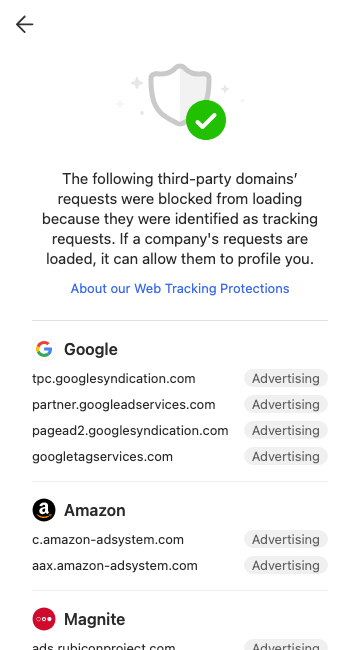 The following third-party domains’
requests were blocked from loading
because they were identified as tracking
requests. If a company's requests are
loaded, it can allow them to profile you.
About our Web Tracking Protections
Google
tpc.googlesyndication.com Advertising
partner.googleadservices.com Advertising
pagead2.googlesyndication.com Advertising
googletagservices.com Advertising
Amazon
c.amazon-adsystem.com Advertising
aax.amazon-adsystem.com Advertising
Magnite
ads.rubiconproject.com Advertising